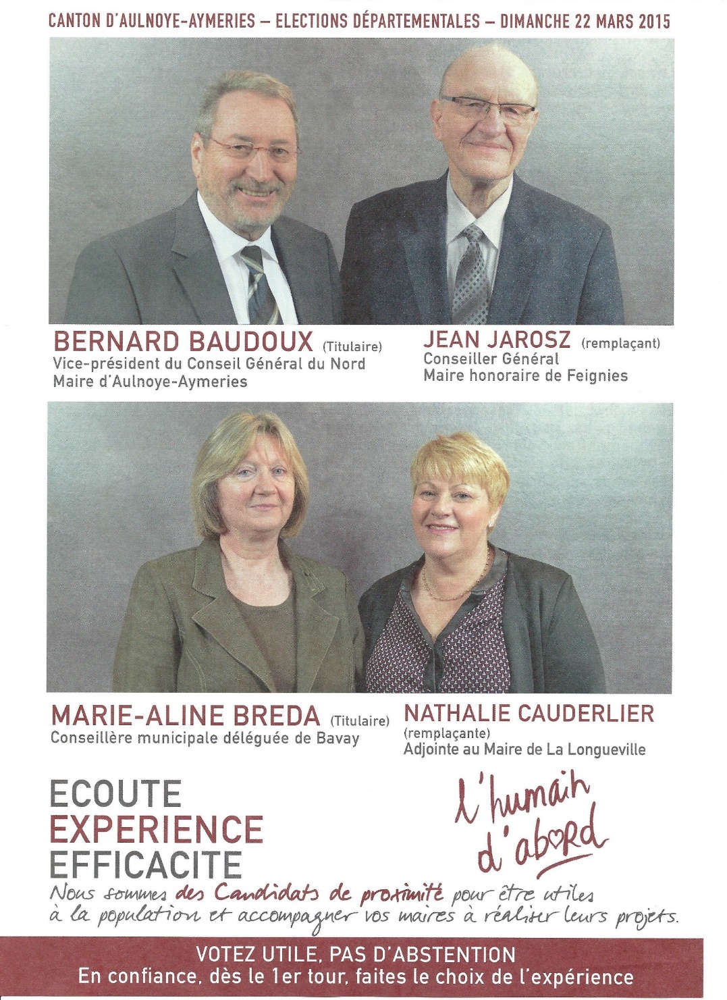 CANTON D'AULNOYE-AYMERIES – ELECTIONS DÉPARTEMENTALES – DIMANCHE 22 MARS 2015
BERNARD BAUDOUX (Titulaire)
Vice-président du Conseil Général du Nord
Maire d'Aulnoye-Aymeries
JEAN JAROSZ (remplaçant)
Conseiller Général
Maire honoraire de Feignies
MARIE-ALINE BREDA (Titulaire)
Conseillère municipale déléguée de Bavay
NATHALIE CAUDERLIER
(remplaçante)
Adjointe au Maire de La Longueville
ECOUTE
EXPERIENCE
EFFICACITE
l'humain
d'abord
Nous sommes des Candidats de proximité pour être utiles
à la population et accompagner vos maires à réaliser leurs projets.
VOTEZ UTILE, PAS D'ABSTENTION
En confiance, dès le 1er tour, faites le choix de l'expérience